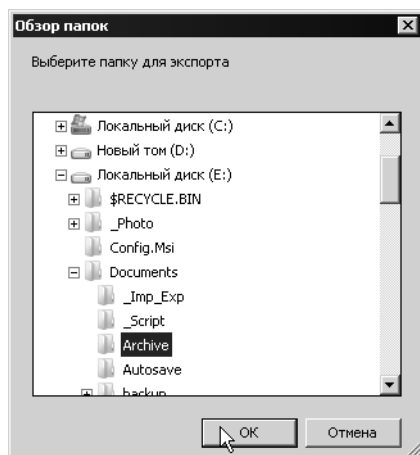 Обзор папок
Выберите папку для экспорта
Локальный диск (C:)
Новый том (D:)
Локальный диск (E:)
$RECYCLE.BIN
_Photo
Config.Msi
Documents
_Imp_Exp
_Script
Archive
Autosave
backup
OK Отмена